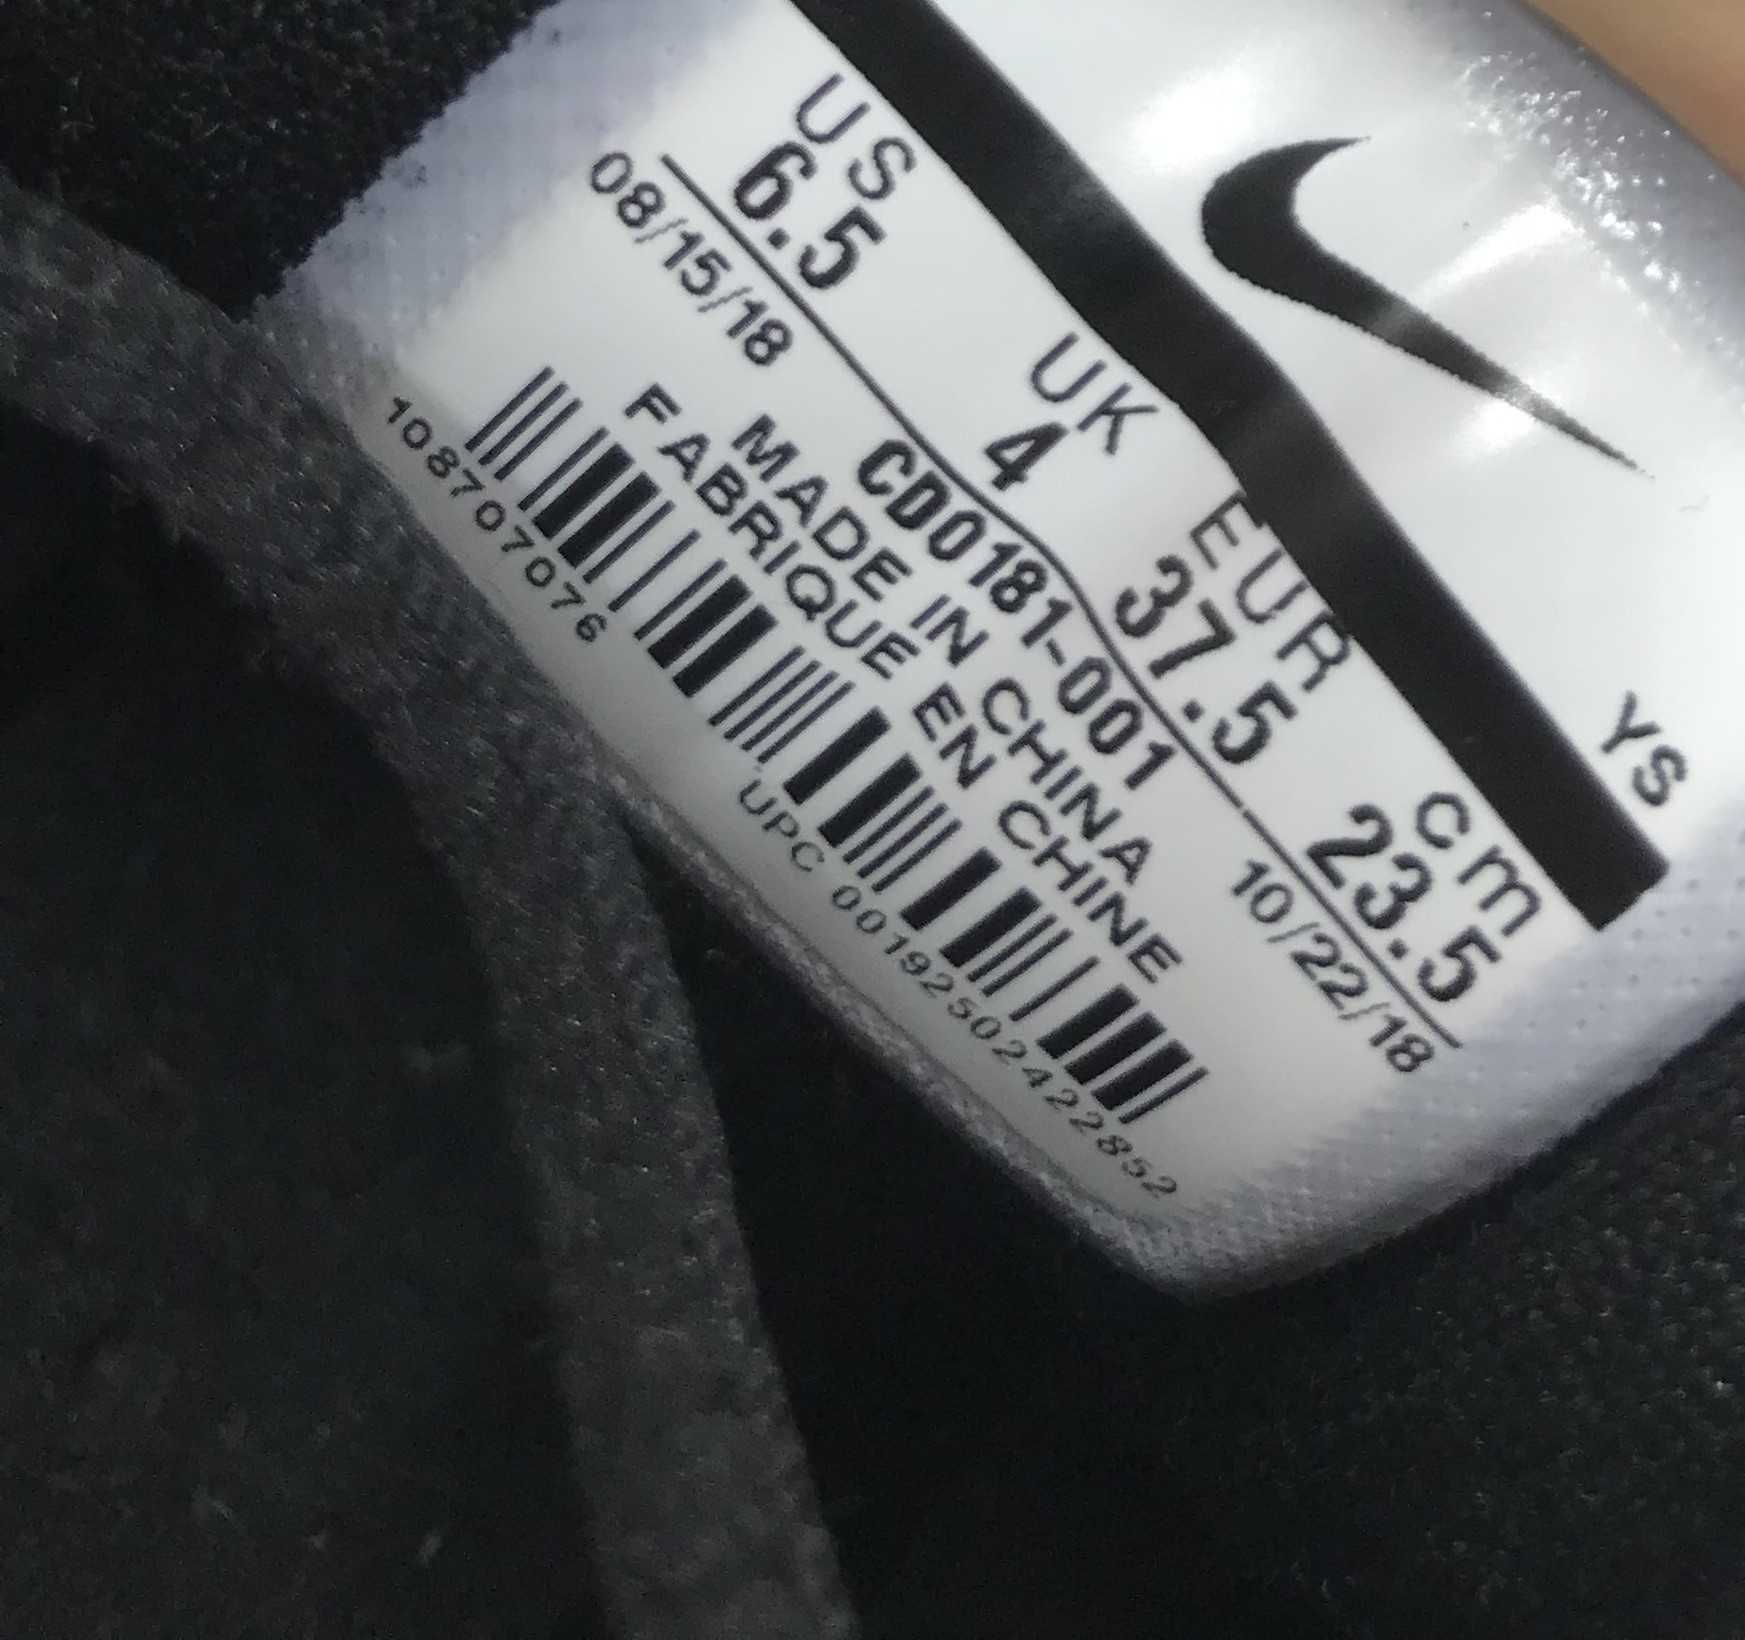 YS
US UK EUR cm
6.5 4 37.5 23.5
08/15/18 CD0181-001 10/22/18
MADE IN CHINA
FABRIQUE EN CHINE
10870707076 UPC 00192502422852